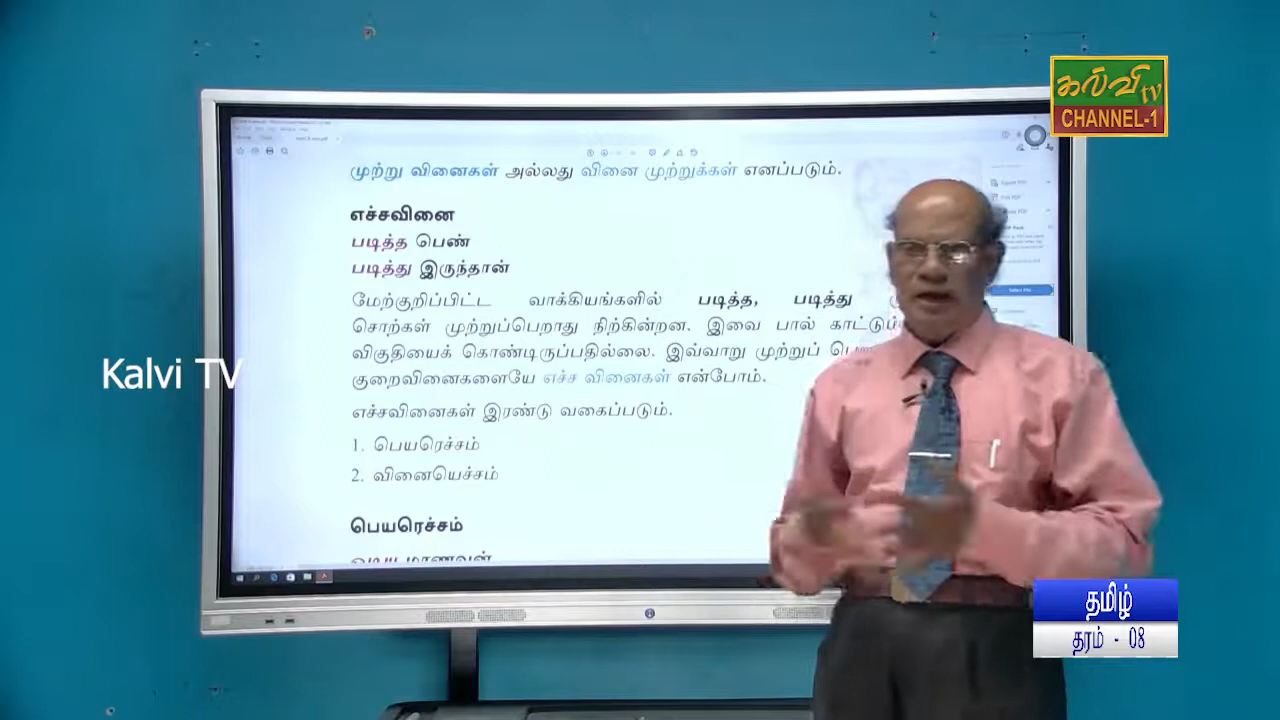 கல்வி tv
CHANNEL-1
முற்று வினைகள் அல்லது வினை முற்றுக்கள் எனப்படும்.
எச்சவினை
படித்த பெண்
படித்து இருந்தான்
மேற்குறிப்பிட்ட வாக்கியங்களில் படித்த, படித்து
சொற்கள் முற்றுப்பெறாது நிற்கின்றன. இவை பால்
விகுதியைக் கொண்டிருப்பதில்லை. இவ்வாறு முற்றுப்
குறைவினைகளையே எச்ச வினைகள் என்போம்.
Kalvi TV
எச்சவினைகள் இரண்டு வகைப்படும்.
1. பெயரெச்சம்
2. வினையெச்சம்
பெயரெச்சம்
தமிழ்
தரம் - 08